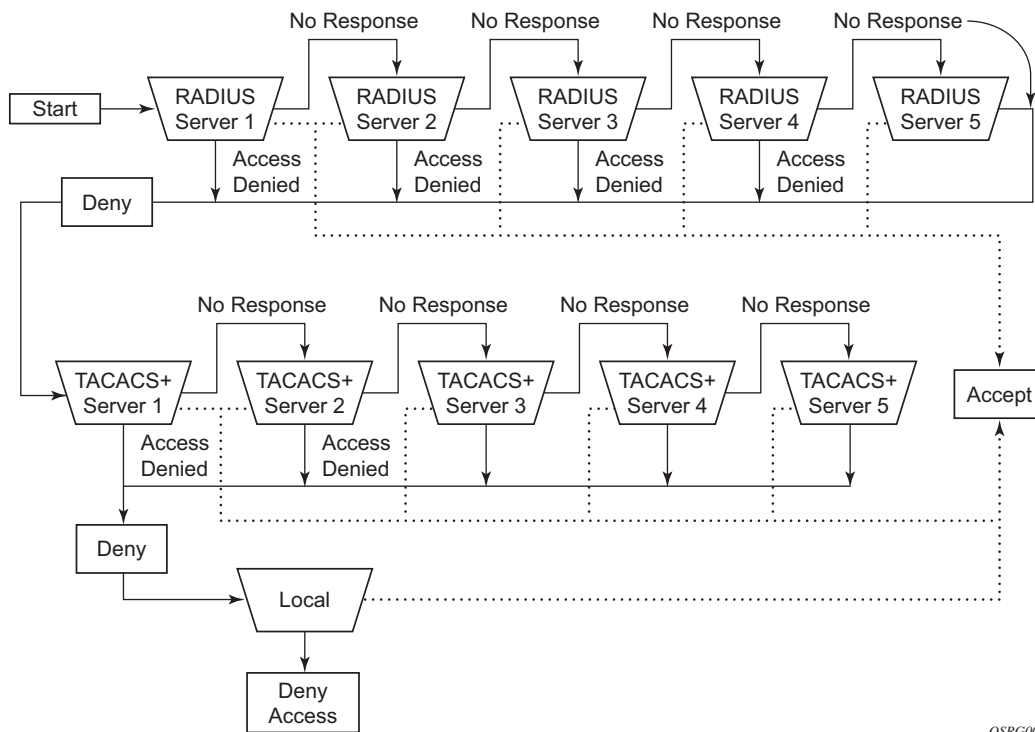 No Response
No Response
No Response
No Response
No Response
Start
RADIUS
Server 1
RADIUS
Server 2
RADIUS
Server 3
RADIUS
Server 4
RADIUS
Server 5
Access
Denied
Access
Denied
Access
Denied
Access
Denied
Deny
No Response
No Response
No Response
No Response
TACACS+
Server 1
TACACS+
Server 2
TACACS+
Server 3
TACACS+
Server 4
TACACS+
Server 5
Accept
Access
Denied
Access
Denied
Deny
Local
Deny
Access